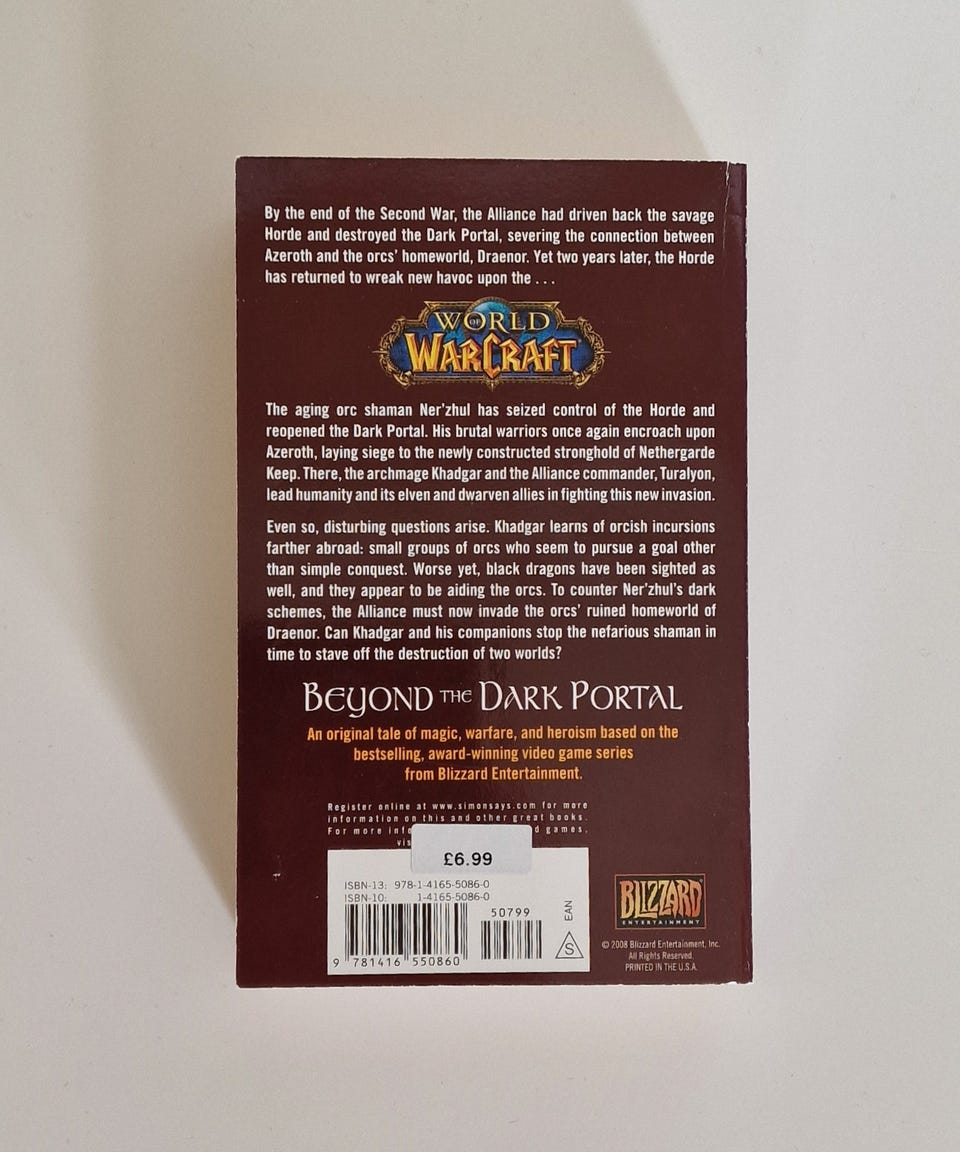 By the end of the Second War, the Alliance had driven back the savage
Horde and destroyed the Dark Portal, severing the connection between
Azeroth and the orcs' homeworld, Draenor. Yet two years later, the Horde
has returned to wreak new havoc upon the . . .
WORLD
OF
WARCRAFT
The aging orc shaman Ner'zhul has seized control of the Horde and
reopened the Dark Portal. His brutal warriors once again encroach upon
Azeroth, laying siege to the newly constructed stronghold of Nethergarde
Keep. There, the archmage Khadgar and the Alliance commander, Turalyon,
lead humanity and its elven and dwarven allies in fighting this new invasion.
Even so, disturbing questions arise. Khadgar learns of orcish incursions
farther abroad: small groups of orcs who seem to pursue a goal other
than simple conquest. Worse yet, black dragons have been sighted as
well, and they appear to be aiding the orcs. To counter Ner'zhul's dark
schemes, the Alliance must now invade the orcs' ruined homeworld of
Draenor. Can Khadgar and his companions stop the nefarious shaman in
time to stave off the destruction of two worlds?
BEYOND THE DARK PORTAL
An original tale of magic, warfare, and heroism based on the
bestselling, award-winning video game series
from Blizzard Entertainment.
Register online at www.simonsays.com for more
information on this and other great books.
For more d games,
£6.99
ISBN-13: 978-1-4165-5086-0
ISBN-10: 1-4165-5086-0
50799
EAN
S
9 781416 550860
BLIZZARD
ENTERTAINMENT
© 2008 Blizzard Entertainment, Inc.
All Rights Reserved.
PRINTED IN THE U.S.A.